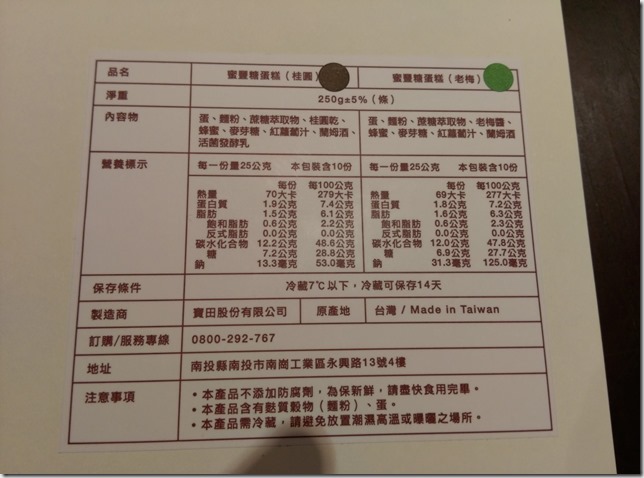 品名 蜜豐糖蛋糕（桂圓） 蜜豐糖蛋糕（老梅）
淨重 250g±5%（條）
內容物 蛋、麵粉、蔗糖萃取物、桂圓乾、 蛋、麵粉、蔗糖萃取物、老梅醬、
蜂蜜、麥芽糖、紅蘿蔔汁、蘭姆酒、 蜂蜜、麥芽糖、紅蘿蔔汁、蘭姆酒
活菌發酵乳
營養標示 每一份量25公克 本包裝含10份 每一份量25公克 本包裝含10份
每份 每100公克 每份 每100公克
熱量 70大卡 279大卡 熱量 69大卡 277大卡
蛋白質 1.9公克 7.4公克 蛋白質 1.8公克 7.2公克
脂肪 1.5公克 6.1公克 脂肪 1.6公克 6.3公克
飽和脂肪 0.6公克 2.2公克 飽和脂肪 0.6公克 2.3公克
反式脂肪 0.0公克 0.0公克 反式脂肪 0.0公克 0.0公克
碳水化合物 12.2公克 48.6公克 碳水化合物 12.0公克 47.8公克
糖 7.2公克 28.8公克 糖 6.9公克 27.7公克
鈉 13.3毫克 53.0毫克 鈉 31.3毫克 125.0毫克
保存條件 冷藏7℃以下，冷藏可保存14天
製造商 寶田股份有限公司 原產地 台灣 / Made in Taiwan
訂購/服務專線 0800-292-767
地址 南投縣南投市南崗工業區永興路13號4樓
注意事項 •本產品不添加防腐劑，為保新鮮，請盡快食用完畢。
•本產品含有麩質穀物（麵粉）、蛋。
•本產品需冷藏，請避免放置潮濕高溫或曝曬之場所。